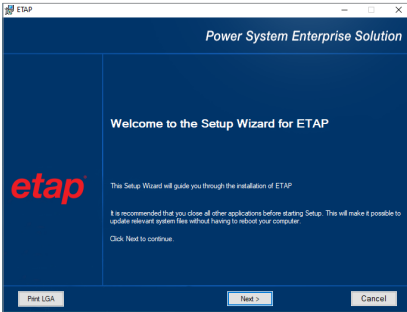 ETAP
Power System Enterprise Solution
Welcome to the Setup Wizard for ETAP
etap
This Setup Wizard will guide you through the installation of ETAP
It is recommended that you close all other applications before starting Setup. This will make it possible to
update relevant system files without having to reboot your computer.
Click Next to continue.
Print LGA
Next >
Cancel